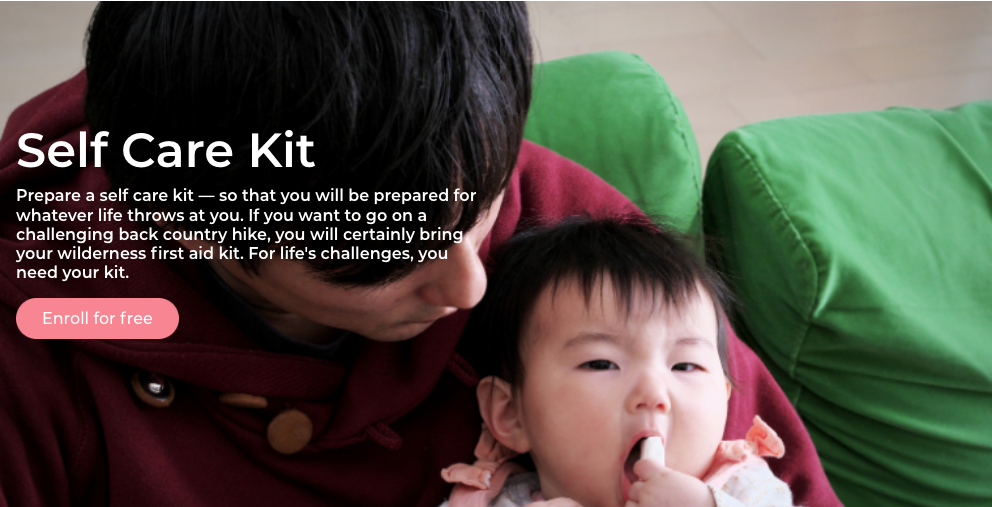 Self Care Kit
Prepare a self care kit — so that you will be prepared for
whatever life throws at you. If you want to go on a
challenging back country hike, you will certainly bring
your wilderness first aid kit. For life's challenges, you
need your kit.
Enroll for free